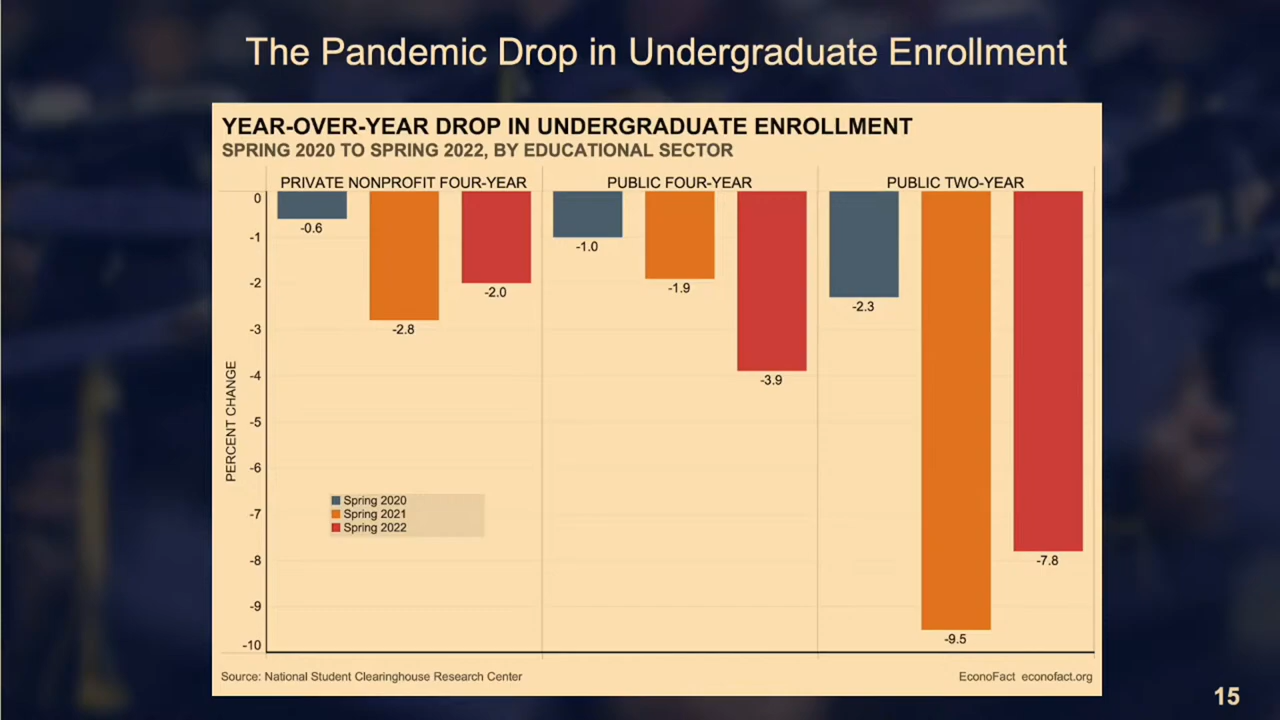 The Pandemic Drop in Undergraduate Enrollment
YEAR-OVER-YEAR DROP IN UNDERGRADUATE ENROLLMENT
SPRING 2020 TO SPRING 2022, BY EDUCATIONAL SECTOR
PRIVATE NONPROFIT FOUR-YEAR
PUBLIC FOUR-YEAR
PUBLIC TWO-YEAR
PERCENT CHANGE
0
-1
-2
-3
-4
-5
-6
-7
-8
-9
-10
-0.6
-2.8
-2.0
-1.0
-1.9
-3.9
-2.3
-9.5
-7.8
Spring 2020
Spring 2021
Spring 2022
Source: National Student Clearinghouse Research Center
EconoFact econofact.org
15